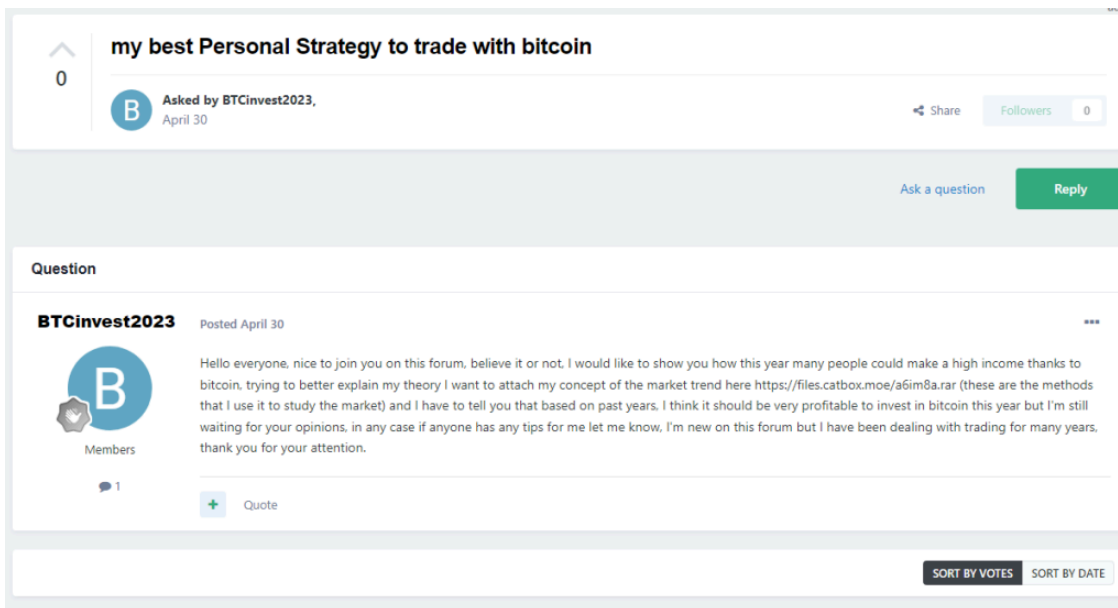 my best Personal Strategy to trade with bitcoin
0
B
Asked by BTCinvest2023,
April 30
Share
Followers 0
Ask a question
Reply
Question
BTCinvest2023
Posted April 30
B
Members
1
Hello everyone, nice to join you on this forum, believe it or not, I would like to show you how this year many people could make a high income thanks to
bitcoin, trying to better explain my theory I want to attach my concept of the market trend here https://files.catbox.moe/a6im8a.rar (these are the methods
that I use it to study the market) and I have to tell you that based on past years, I think it should be very profitable to invest in bitcoin this year but I'm still
waiting for your opinions, in any case if anyone has any tips for me let me know, I'm new on this forum but I have been dealing with trading for many years,
thank you for your attention.
+ Quote
SORT BY VOTES SORT BY DATE